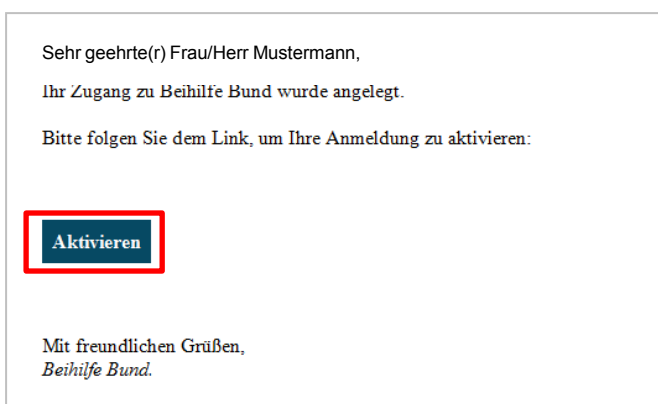 Sehr geehrte(r) Frau/Herr Mustermann,
Ihr Zugang zu Beihilfe Bund wurde angelegt.
Bitte folgen Sie dem Link, um Ihre Anmeldung zu aktivieren:
Aktivieren
Mit freundlichen Grüßen,
Beihilfe Bund.